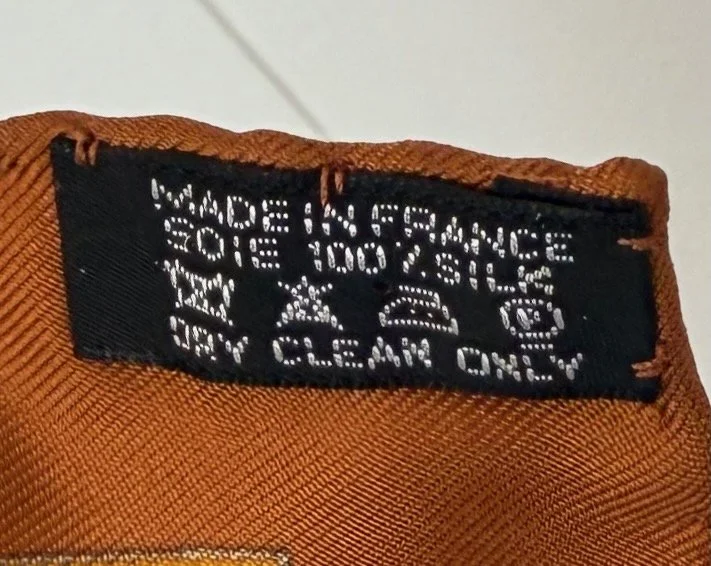 MADE IN FRANCE
SOIE 100% SILK
DRY CLEAN ONLY